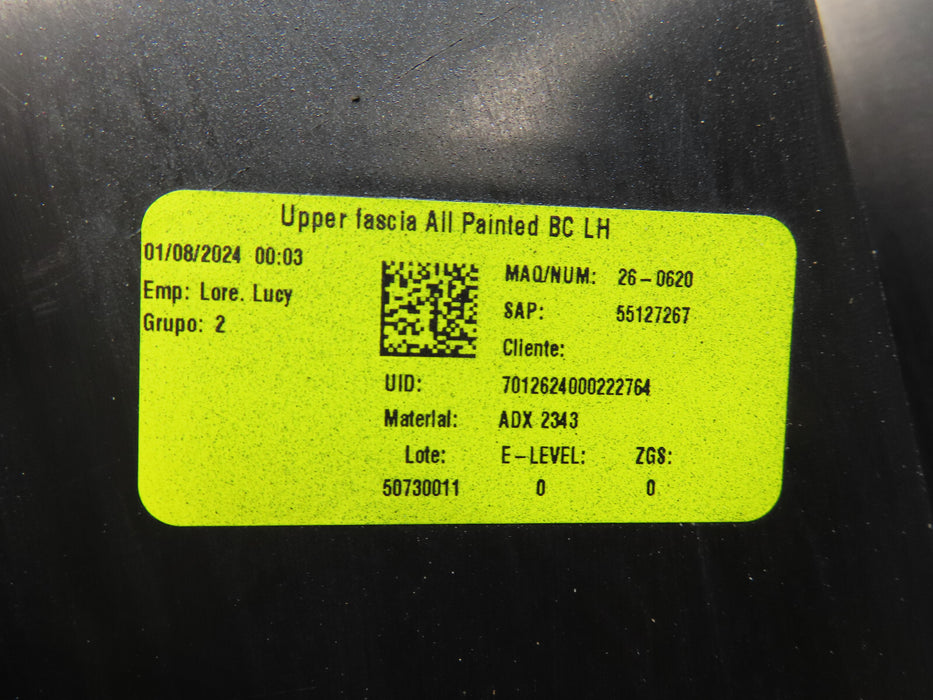 Upper fascia All Painted BC LH
01/08/2024 00:03
Emp: Lore. Lucy
Grupo: 2
MAQ/NUM: 26-0620
SAP: 55127267
Cliente:
UID: 7012624000222764
Material: ADX 2343
Lote: E-LEVEL: ZGS:
50730011 0 0